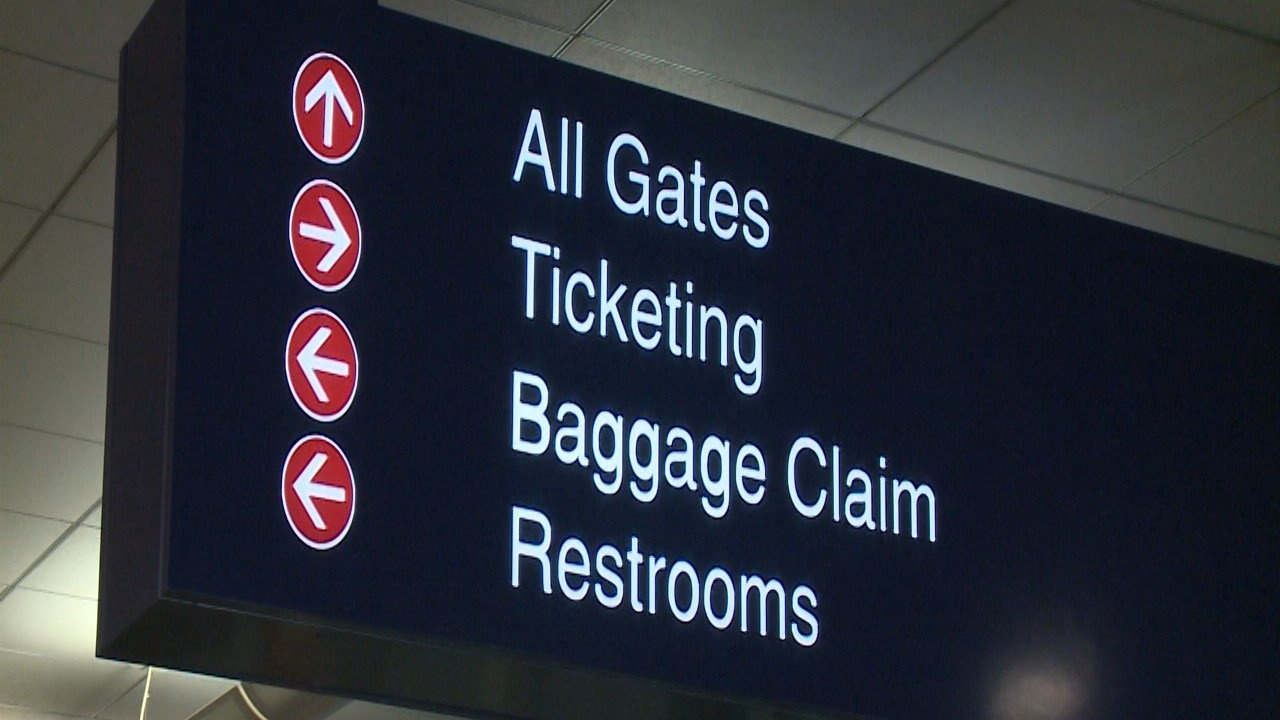 All Gates
Ticketing
Baggage Claim
Restrooms